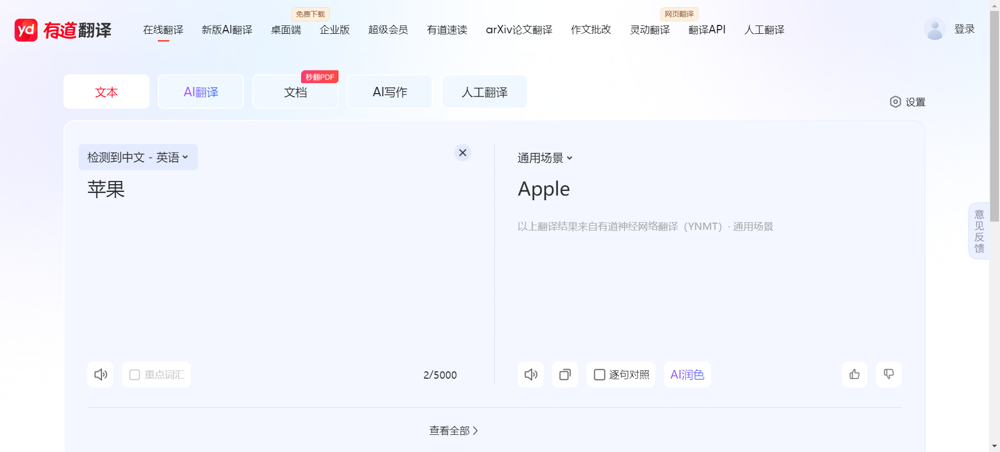 免费下载
网页翻译
yd 有道翻译
在线翻译 新版AI翻译 桌面端 企业版 超级会员 有道速读 arXiv论文翻译 作文批改 灵动翻译 翻译API 人工翻译 登录
秒翻PDF
文本 AI翻译 文档 AI写作 人工翻译
设置
检测到中文 - 英语
通用场景
苹果
Apple
以上翻译结果来自有道神经网络翻译（YNMT）· 通用场景
意见反馈
重点词汇 2/5000 逐句对照 AI润色
查看全部